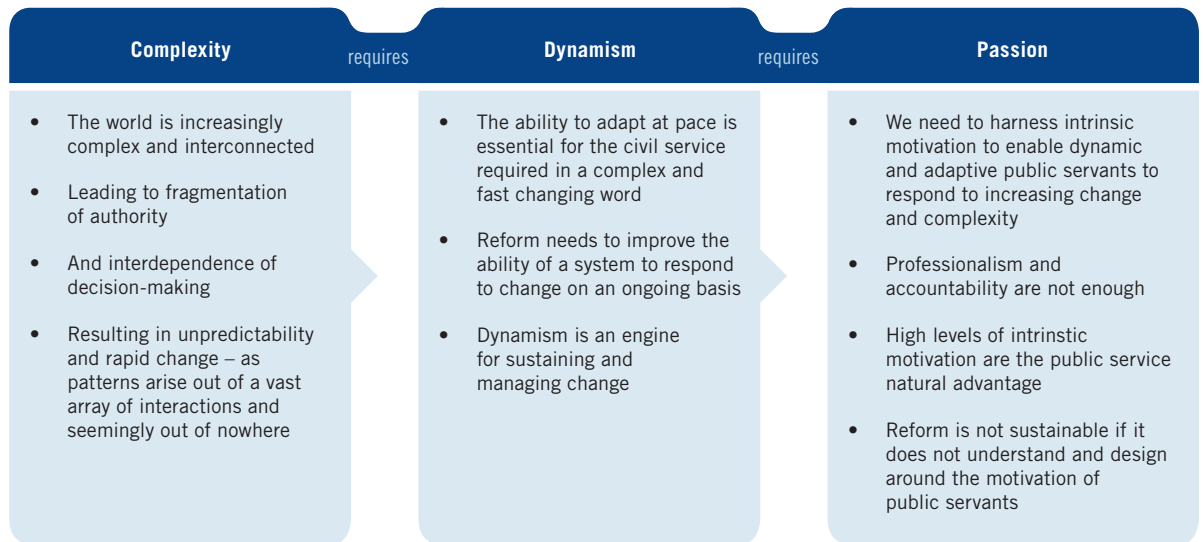 Complexity
requires
Dynamism
requires
Passion
• The world is increasingly
complex and interconnected
• Leading to fragmentation
of authority
• And interdependence of
decision-making
• Resulting in unpredictability
and rapid change – as
patterns arise out of a vast
array of interactions and
seemingly out of nowhere
• The ability to adapt at pace is
essential for the civil service
required in a complex and
fast changing word
• Reform needs to improve the
ability of a system to respond
to change on an ongoing basis
• Dynamism is an engine
for sustaining and
managing change
• We need to harness intrinsic
motivation to enable dynamic
and adaptive public servants to
respond to increasing change
and complexity
• Professionalism and
accountability are not enough
• High levels of intrinstic
motivation are the public service
natural advantage
• Reform is not sustainable if it
does not understand and design
around the motivation of
public servants